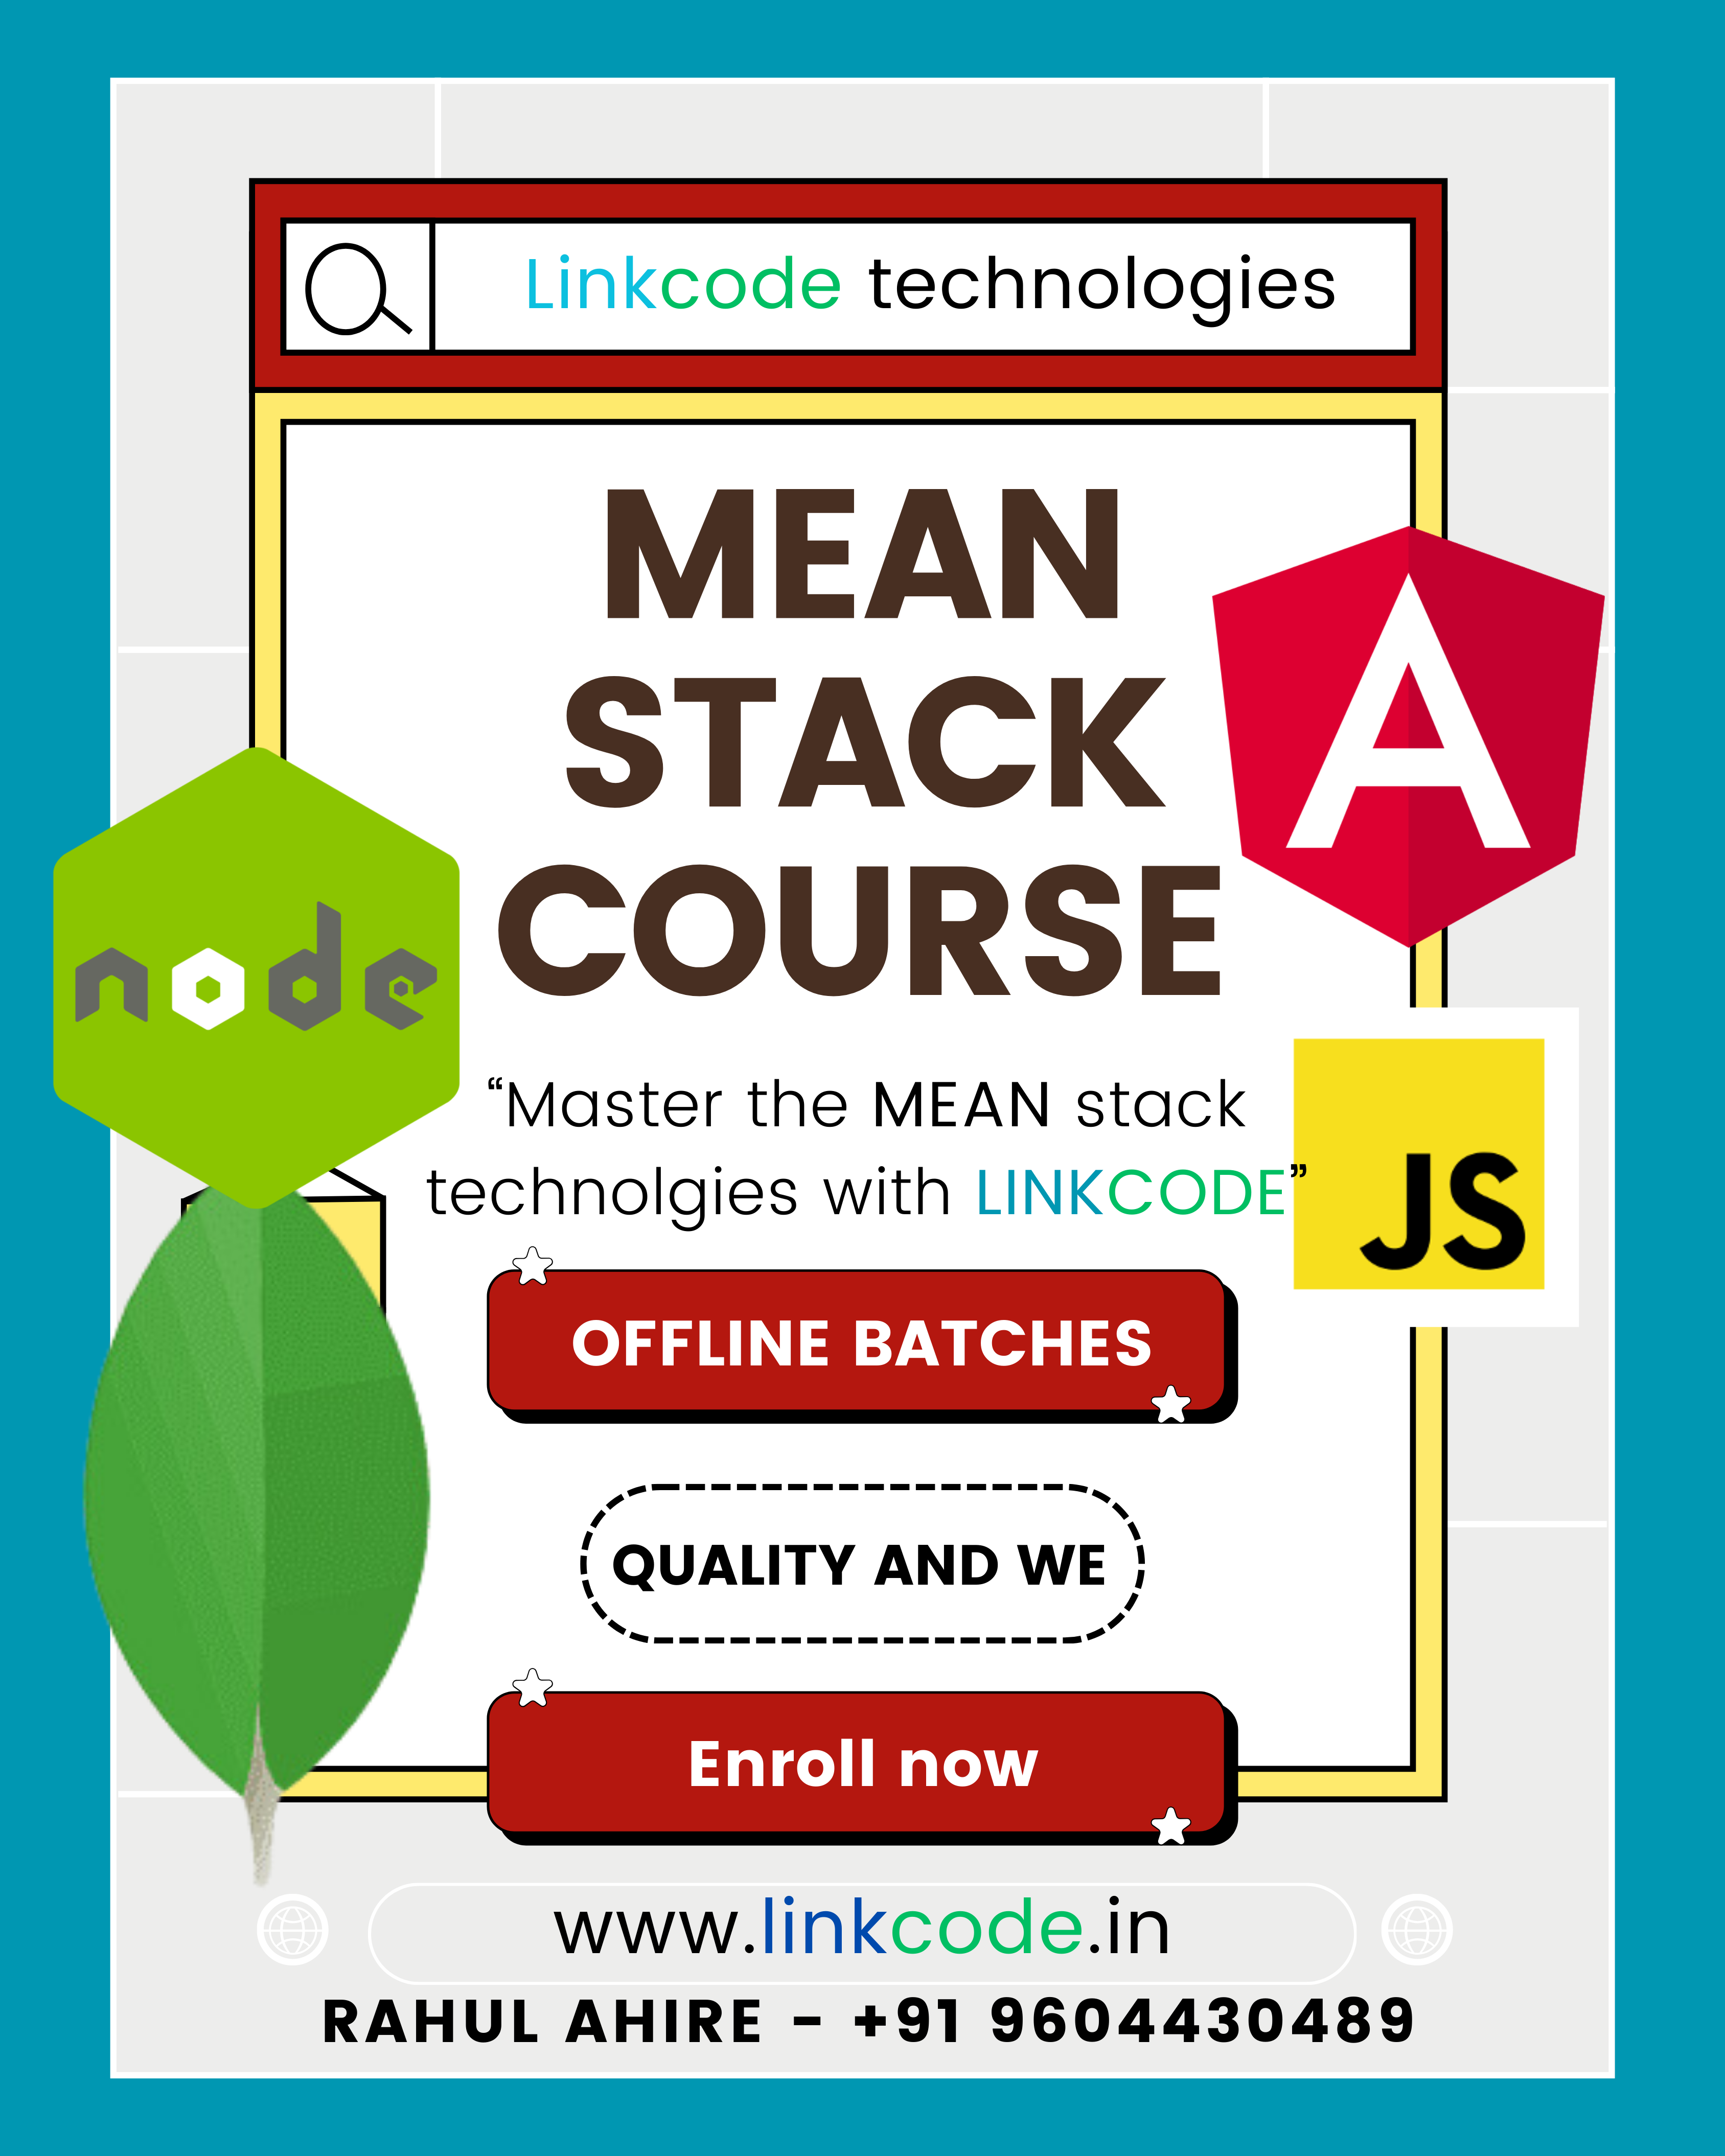 Linkcode technologies
MEAN
STACK
COURSE
node
“Master the MEAN stack
technolgies with LINKCODE”
JS
OFFLINE BATCHES
QUALITY AND WE
Enroll now
www.linkcode.in
RAHUL AHIRE - +91 9604430489